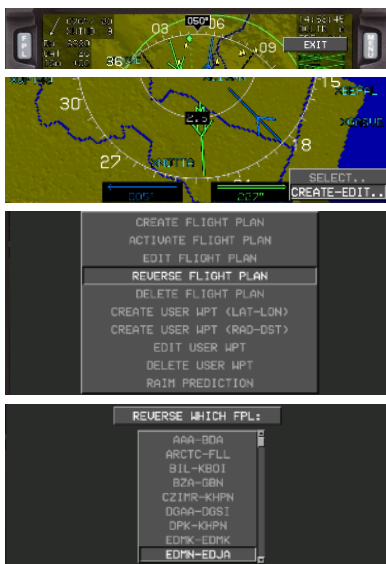 050°
03
06
09
36
EXIT
FPL
MENU
30
15
2.5
27
SELECT..
CREATE-EDIT..
CREATE FLIGHT PLAN
ACTIVATE FLIGHT PLAN
EDIT FLIGHT PLAN
REVERSE FLIGHT PLAN
DELETE FLIGHT PLAN
CREATE USER WPT (LAT-LON)
CREATE USER WPT (RAD-DST)
EDIT USER WPT
DELETE USER WPT
RAIM PREDICTION
REVERSE WHICH FPL:
AAA-BDA
ARCTC-FLL
BIL-KBOI
BZA-GBN
CZIMR-KHPN
DGAA-DGSI
DPK-KHPN
EDMK-EDMK
EDMN-EDJA